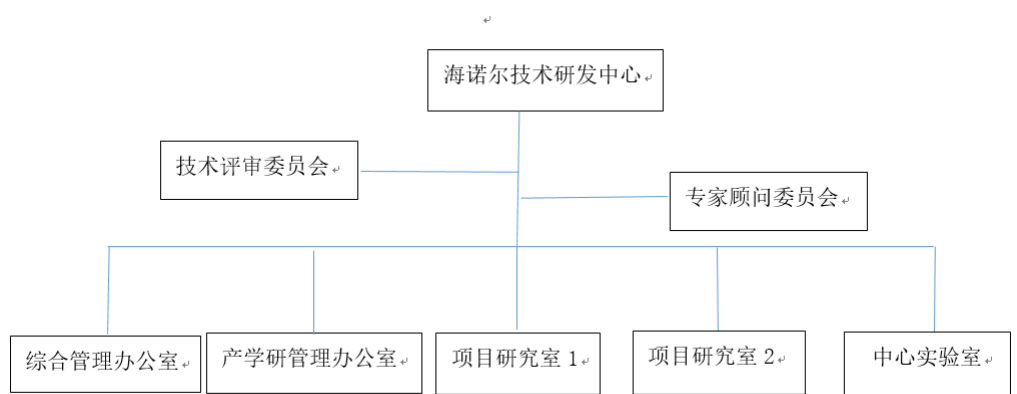 海诺尔技术研发中心
技术评审委员会
专家顾问委员会
综合管理办公室
产学研管理办公室
项目研究室 1
项目研究室 2
中心实验室